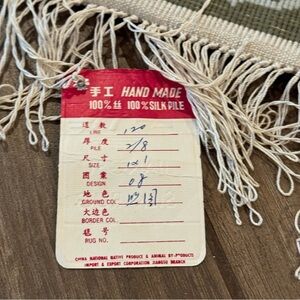 手工 HAND MADE
100% 丝 100% SILK PILE
道数 120
LINE
厚度 2/8
PILE
尺寸 1x1
SIZE
图案 08
DESIGN
地色
GROUND COL.
大边色
BORDER COL.
毯号
RUG NO.
CHINA NATIONAL NATIVE PRODUCE & ANIMAL BY-PRODUCTS
IMPORT & EXPORT CORPORATION JIANGSU BRANCH